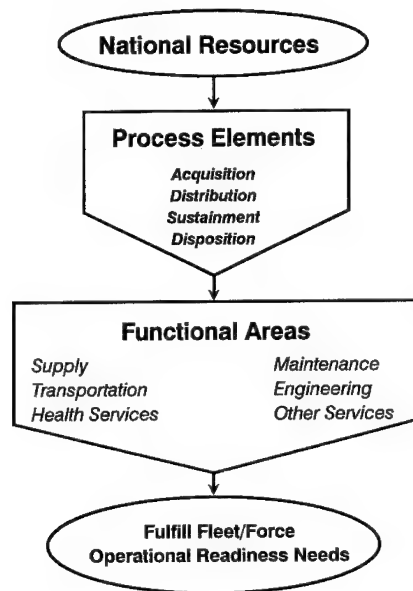 National Resources
Process Elements
Acquisition
Distribution
Sustainment
Disposition
Functional Areas
Supply
Transportation
Health Services
Maintenance
Engineering
Other Services
Fulfill Fleet/Force
Operational Readiness Needs